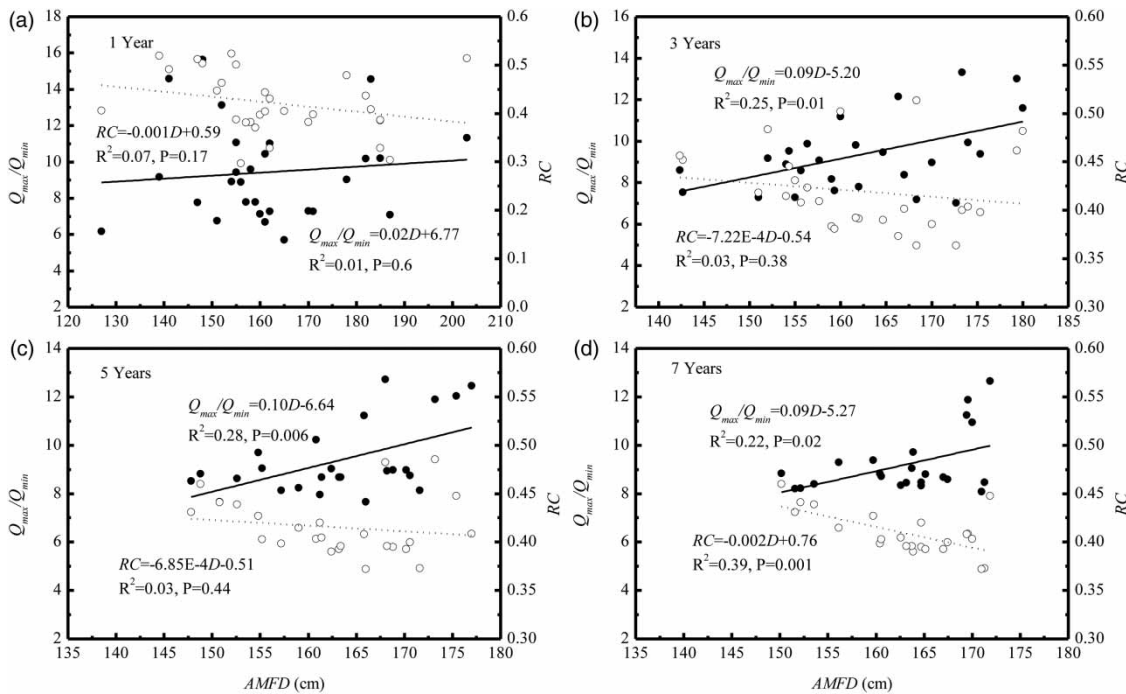 (a)
1 Year
RC=-0.001D+0.59
R²=0.07, P=0.17
Qmax/Qmin=0.02D+6.77
R²=0.01, P=0.6
Qmax/Qmin
18
16
14
12
10
8
6
4
2
RC
0.6
0.5
0.4
0.3
0.2
0.1
0.0
120 130 140 150 160 170 180 190 200 210
(b)
3 Years
Qmax/Qmin=0.09D-5.20
R²=0.25, P=0.01
RC=-7.22E-4D-0.54
R²=0.03, P=0.38
Qmax/Qmin
16
14
12
10
8
6
4
2
RC
0.60
0.55
0.50
0.45
0.40
0.35
0.30
140 145 150 155 160 165 170 175 180 185
(c)
5 Years
Qmax/Qmin=0.10D-6.64
R²=0.28, P=0.006
RC=-6.85E-4D-0.51
R²=0.03, P=0.44
Qmax/Qmin
14
12
10
8
6
4
2
RC
0.60
0.55
0.50
0.45
0.40
0.35
0.30
135 140 145 150 155 160 165 170 175 180
AMFD (cm)
(d)
7 Years
Qmax/Qmin=0.09D-5.27
R²=0.22, P=0.02
RC=-0.002D+0.76
R²=0.39, P=0.001
Qmax/Qmin
14
12
10
8
6
4
2
RC
0.60
0.55
0.50
0.45
0.40
0.35
0.30
135 140 145 150 155 160 165 170 175 180
AMFD (cm)